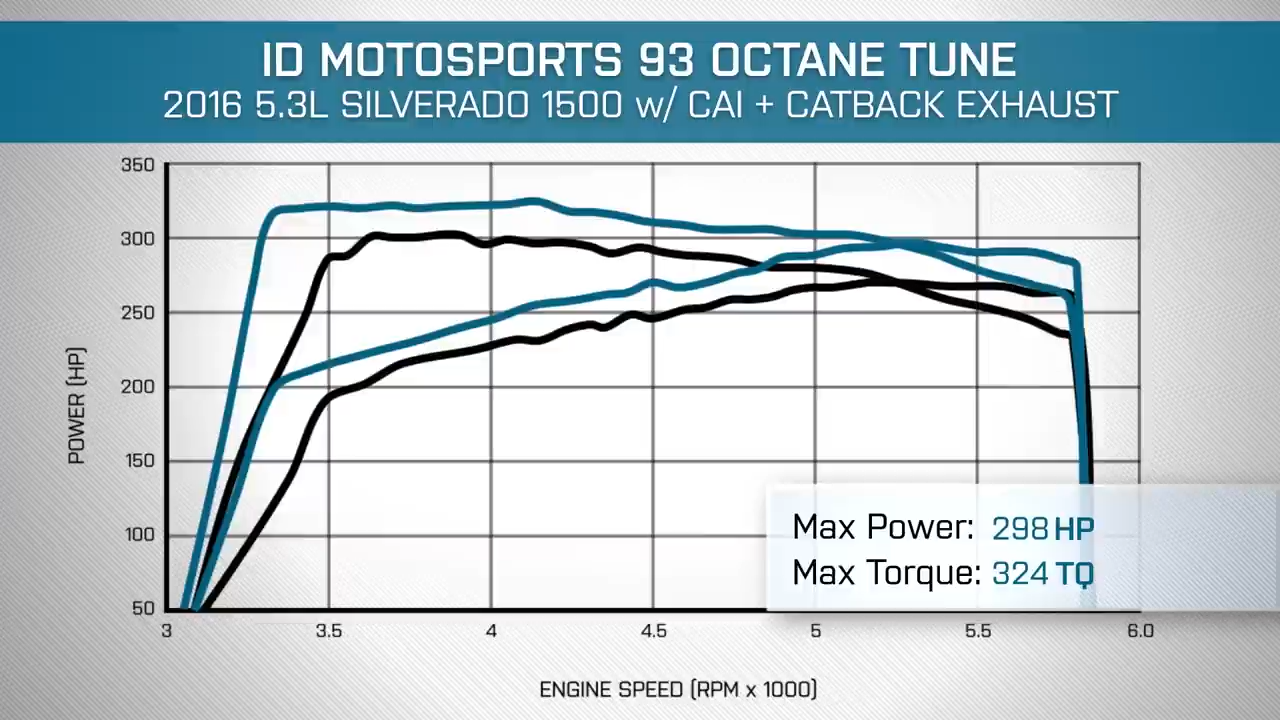 ID MOTOSPORTS 93 OCTANE TUNE
2016 5.3L SILVERADO 1500 w/ CAI + CATBACK EXHAUST
350
300
250
200
150
100
50
POWER (HP)
3 3.5 4 4.5 5 5.5 6.0
ENGINE SPEED (RPM x 1000)
Max Power: 298 HP
Max Torque: 324 TQ